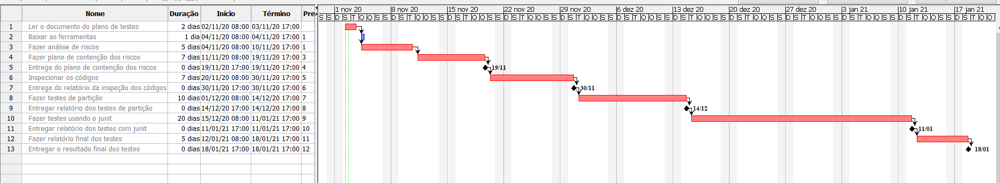 Nome Duração Início Término Pre
1 nov 20 8 nov 20 15 nov 20 22 nov 20 29 nov 20 6 dez 20 13 dez 20 20 dez 20 27 dez 20 3 jan 21 10 jan 21 17 jan 21
S S D S T Q Q S S D S T Q Q S S D S T Q Q S S D S T Q Q S S D S T Q Q S S D S T Q Q S S D S T Q Q S S D S T Q Q S S D S T Q Q S S D S T Q Q S S D S T Q Q S S D S T Q Q
1 Ler o documento do plano de testes 2 dias 02/11/20 08:00 03/11/20 17:00
2 Baixar as ferramentas 1 dia 04/11/20 08:00 04/11/20 17:00 1
3 Fazer análise de riscos 5 dias 04/11/20 08:00 10/11/20 17:00 1
4 Fazer plano de contenção dos riscos 7 dias 11/11/20 08:00 19/11/20 17:00 3
5 Entrega do plano de contenção dos riscos 0 dias 19/11/20 17:00 19/11/20 17:00 4 19/11
6 Inspecionar os códigos 7 dias 20/11/20 08:00 30/11/20 17:00 5
7 Entrega do relatório da inspeção dos códigos 0 dias 30/11/20 17:00 30/11/20 17:00 6 30/11
8 Fazer testes de partição 10 dias 01/12/20 08:00 14/12/20 17:00 7
9 Entregar relatório dos testes de partição 0 dias 14/12/20 17:00 14/12/20 17:00 8 14/12
10 Fazer testes usando o junit 20 dias 15/12/20 08:00 11/01/21 17:00 9
11 Entregar relatório dos testes com junit 0 dias 11/01/21 17:00 11/01/21 17:00 10 11/01
12 Fazer relatório final dos testes 5 dias 12/01/21 08:00 18/01/21 17:00 11
13 Entregar o resultado final dos testes 0 dias 18/01/21 17:00 18/01/21 17:00 12 18/01